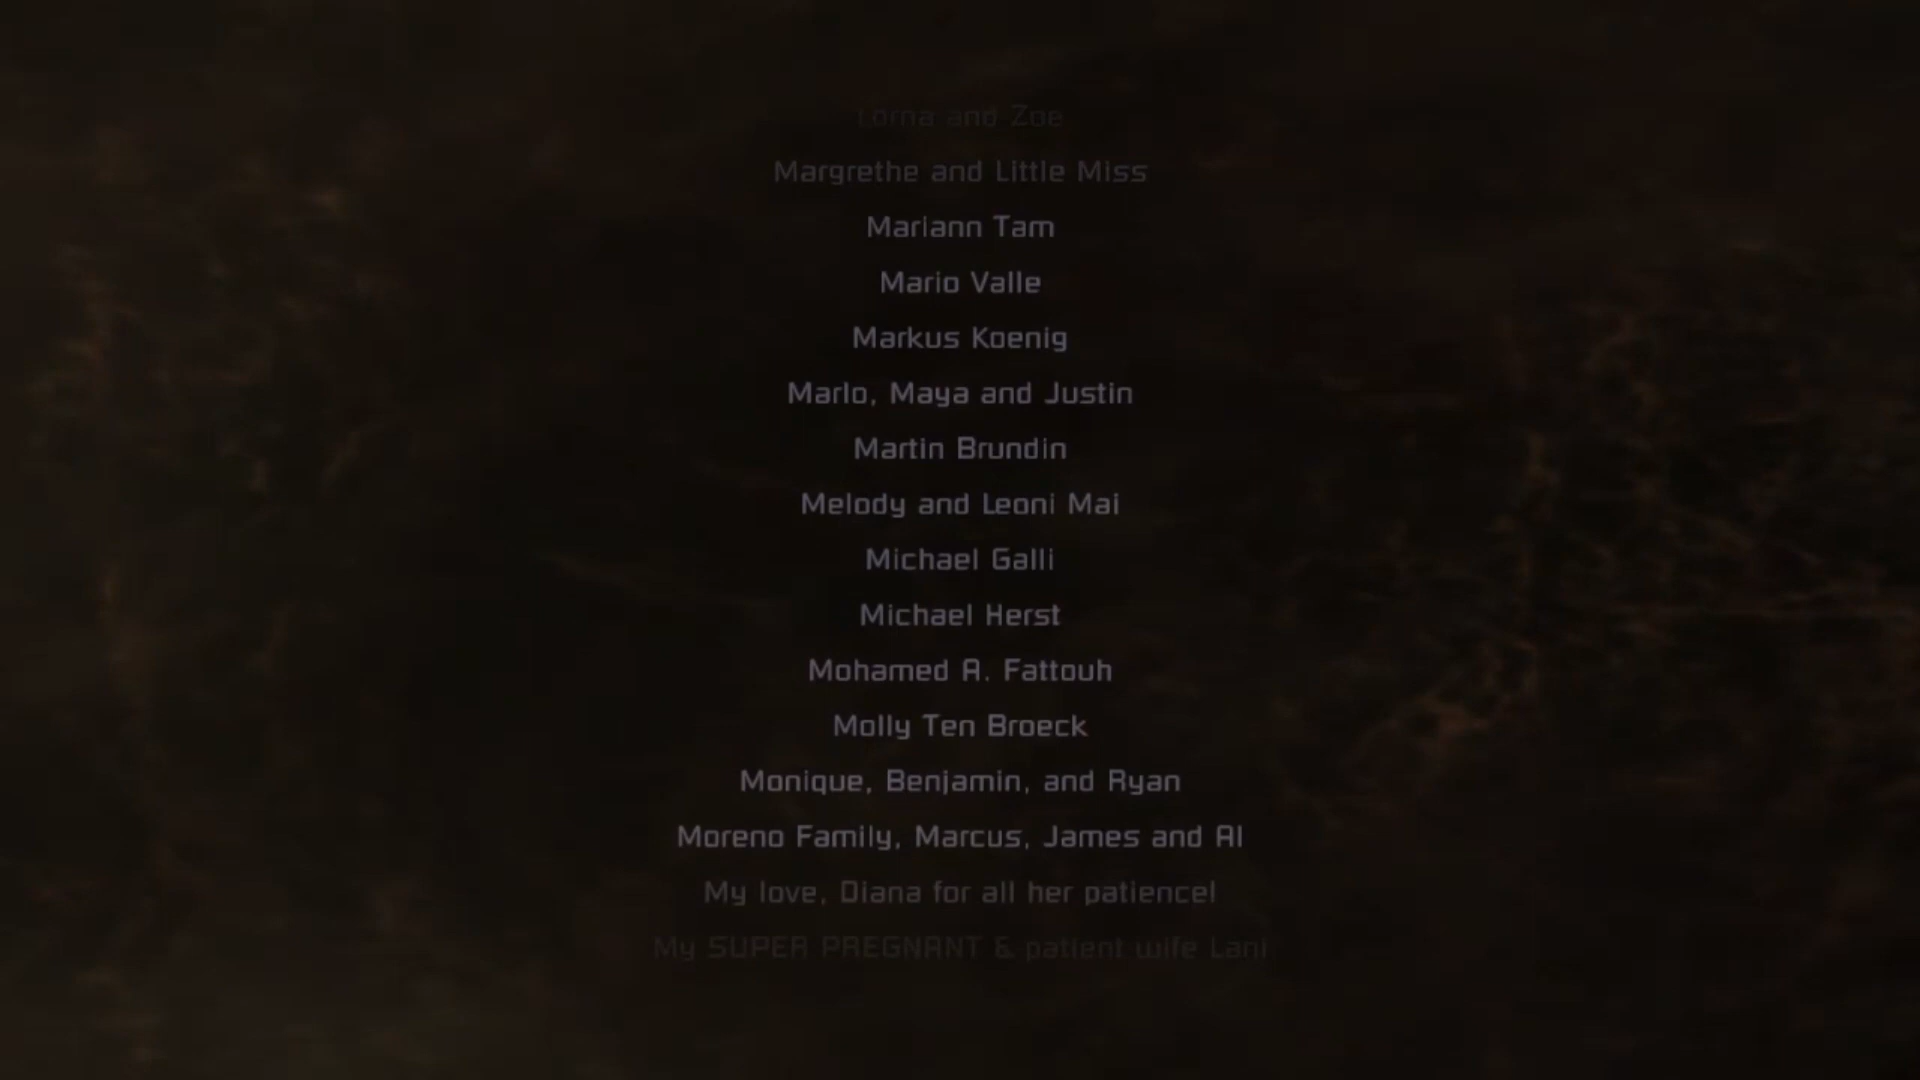 Lorna and Zoe
Margrethe and Little Miss
Mariann Tam
Mario Valle
Markus Koenig
Marlo, Maya and Justin
Martin Brundin
Melody and Leoni Mai
Michael Galli
Michael Herst
Mohamed A. Fattouh
Molly Ten Broeck
Monique, Benjamin, and Ryan
Moreno Family, Marcus, James and Al
My love, Diana for all her patience!
My SUPER PREGNANT & patient wife Lani